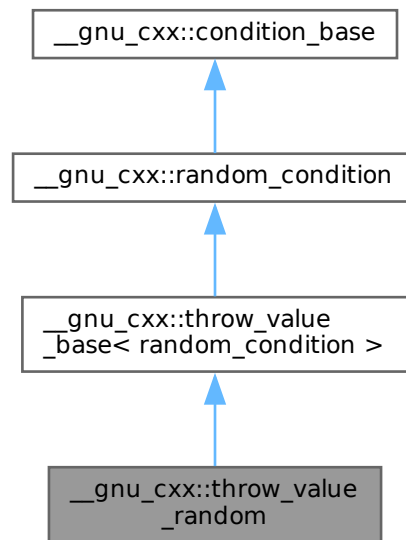 __gnu_cxx::condition_base
__gnu_cxx::random_condition
__gnu_cxx::throw_value
_base< random_condition >
__gnu_cxx::throw_value
_random